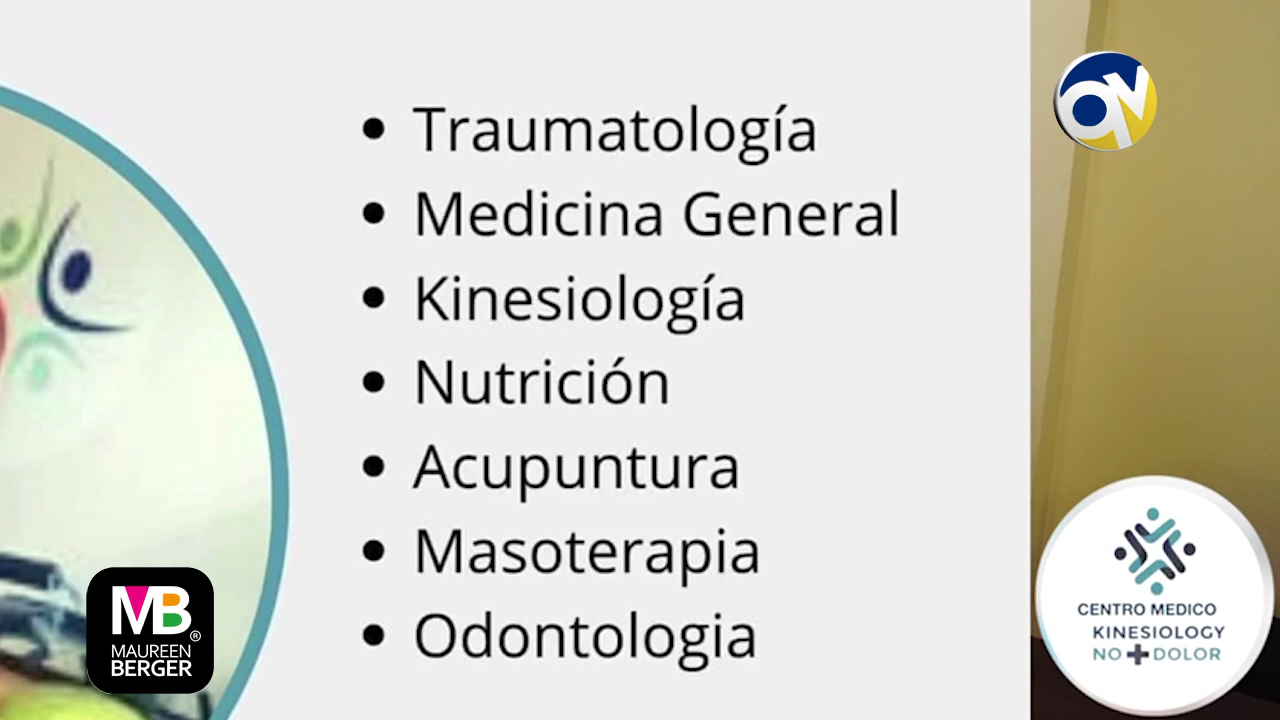 Traumatología
Medicina General
Kinesiología
Nutrición
Acupuntura
Masoterapia
Odontologia
MB®
MAUREEN
BERGER
CENTRO MEDICO
KINESIOLOGY
NO+DOLOR